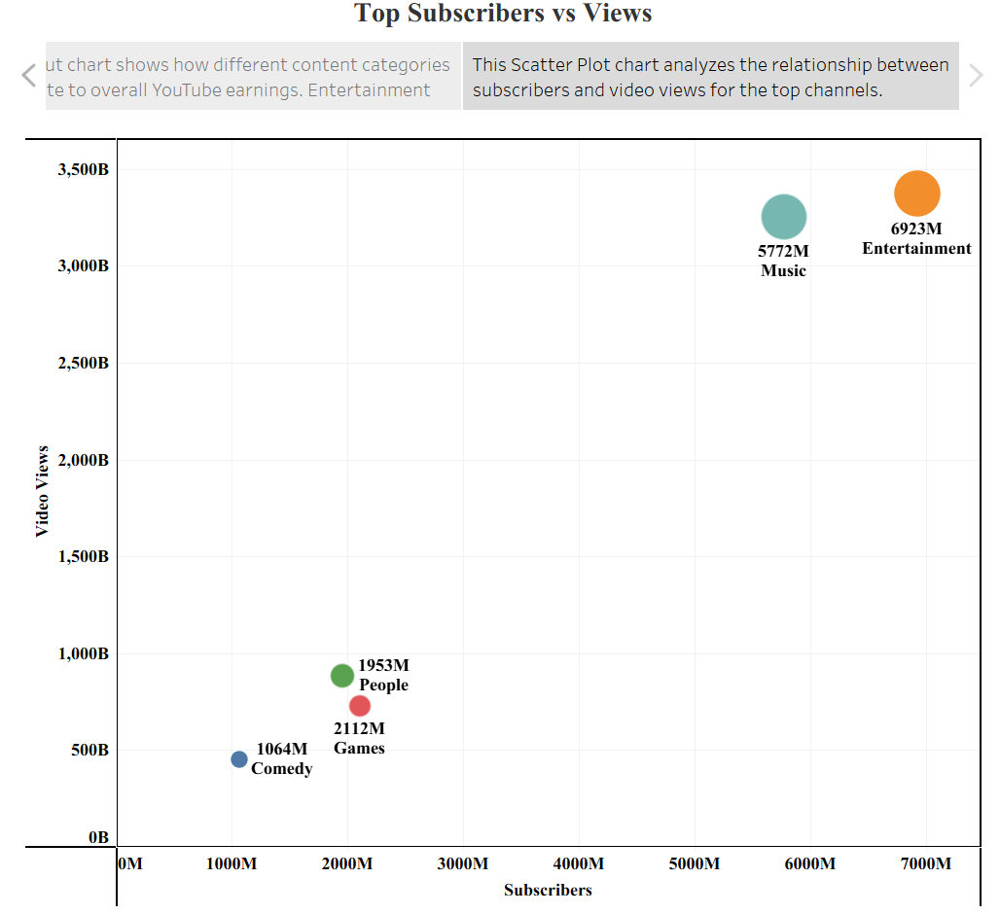 Top Subscribers vs Views
ut chart shows how different content categories
te to overall YouTube earnings. Entertainment
This Scatter Plot chart analyzes the relationship between
subscribers and video views for the top channels.
3,500B
3,000B
2,500B
2,000B
1,500B
1,000B
500B
0B
Video Views
6923M
Entertainment
5772M
Music
1953M
People
2112M
Games
1064M
Comedy
0M
1000M
2000M
3000M
4000M
5000M
6000M
7000M
Subscribers